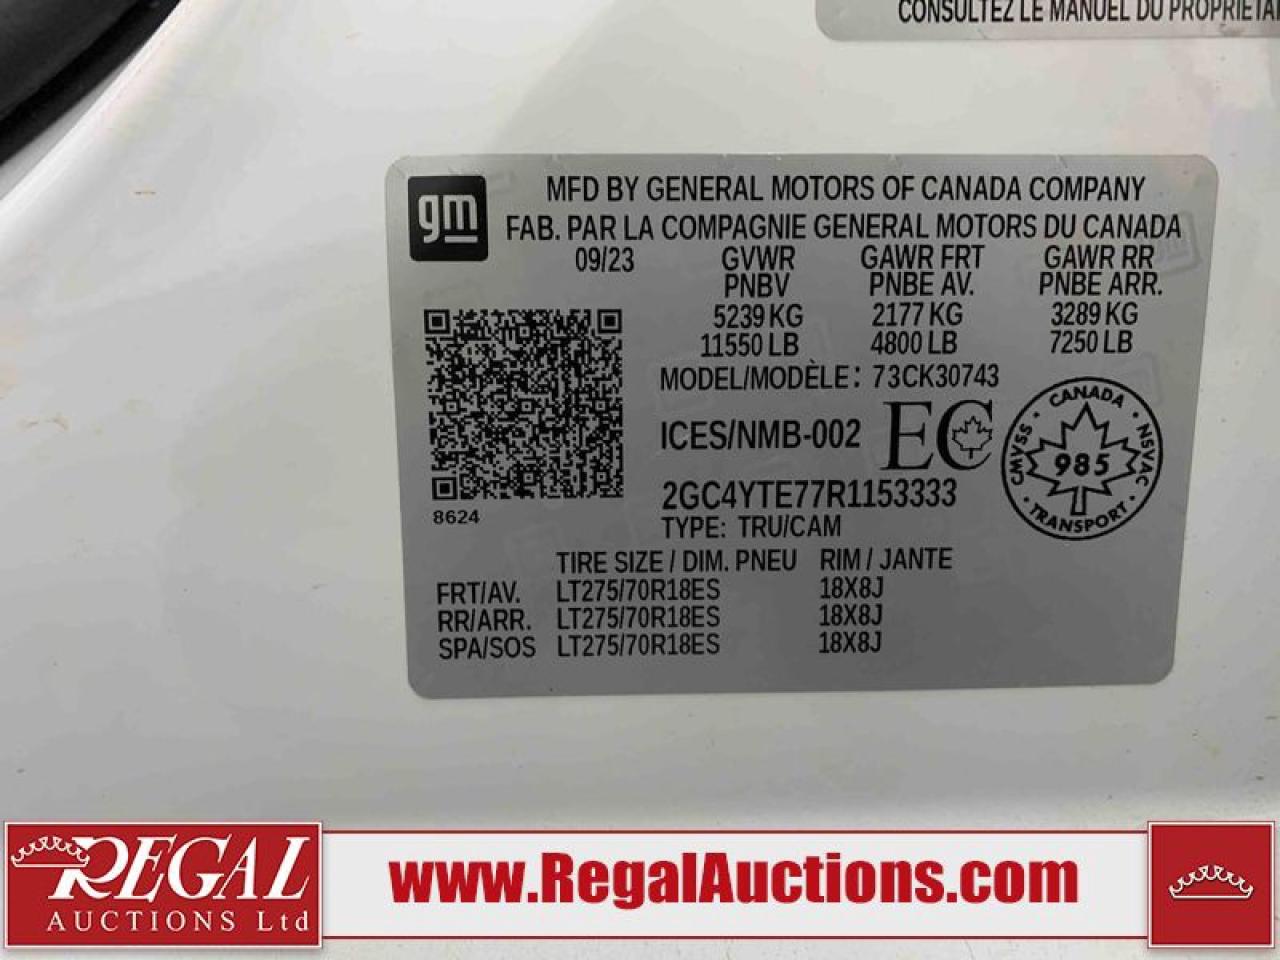 CONSULTEZ LE MANUEL DU PROPRIÉTAI
gm
MFD BY GENERAL MOTORS OF CANADA COMPANY
FAB. PAR LA COMPAGNIE GENERAL MOTORS DU CANADA
09/23 GVWR GAWR FRT GAWR RR
PNBV PNBE AV. PNBE ARR.
5239 KG 2177 KG 3289 KG
11550 LB 4800 LB 7250 LB
MODEL/MODÈLE: 73CK30743
ICES/NMB-002 EC
CANADA
CMVSS 985 NSVAC
TRANSPORT
2GC4YTE77R1153333
8624
TYPE: TRU/CAM
TIRE SIZE / DIM. PNEU RIM / JANTE
FRT/AV. LT275/70R18ES 18X8J
RR/ARR. LT275/70R18ES 18X8J
SPA/SOS LT275/70R18ES 18X8J
REGAL
AUCTIONS Ltd
www.RegalAuctions.com